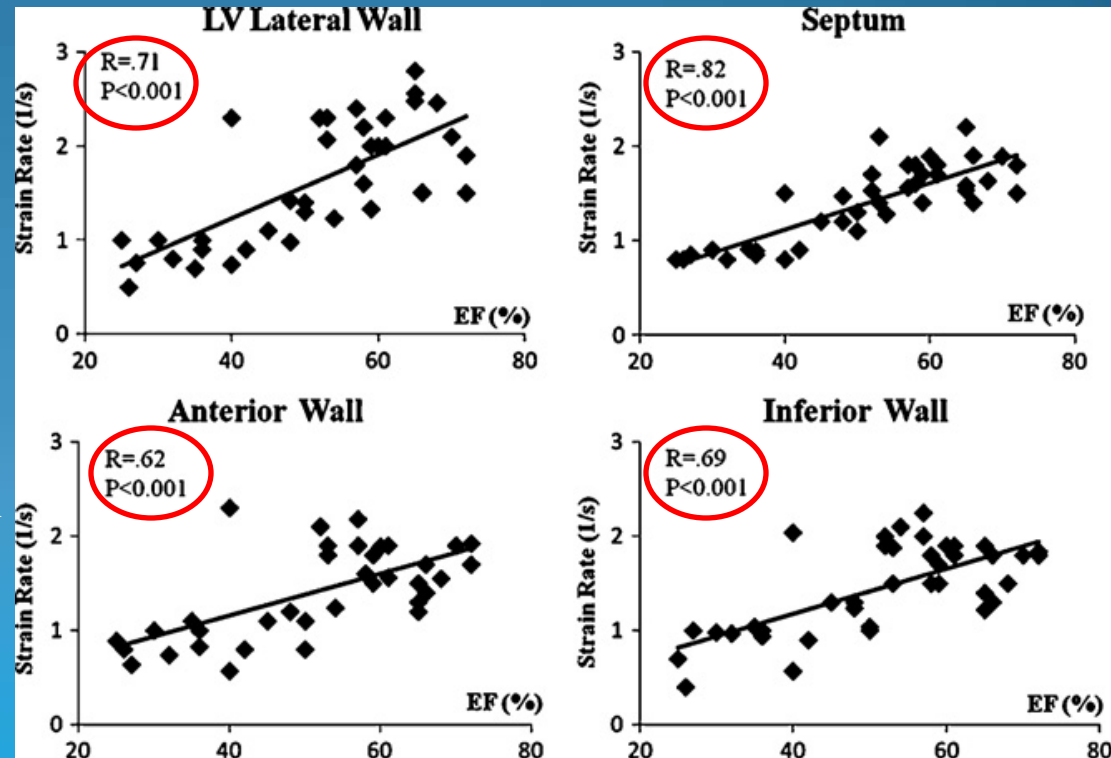 LV Lateral Wall
R=.71
P<0.001
Strain Rate (1/s)
3
2
1
0
EF (%)
20 40 60 80
Septum
R=.82
P<0.001
Strain Rate (1/s)
3
2
1
0
EF (%)
20 40 60 80
Anterior Wall
R=.62
P<0.001
Strain Rate (1/s)
3
2
1
0
EF (%)
20 40 60 80
Inferior Wall
R=.69
P<0.001
Strain Rate (1/s)
3
2
1
0
EF (%)
20 40 60 80